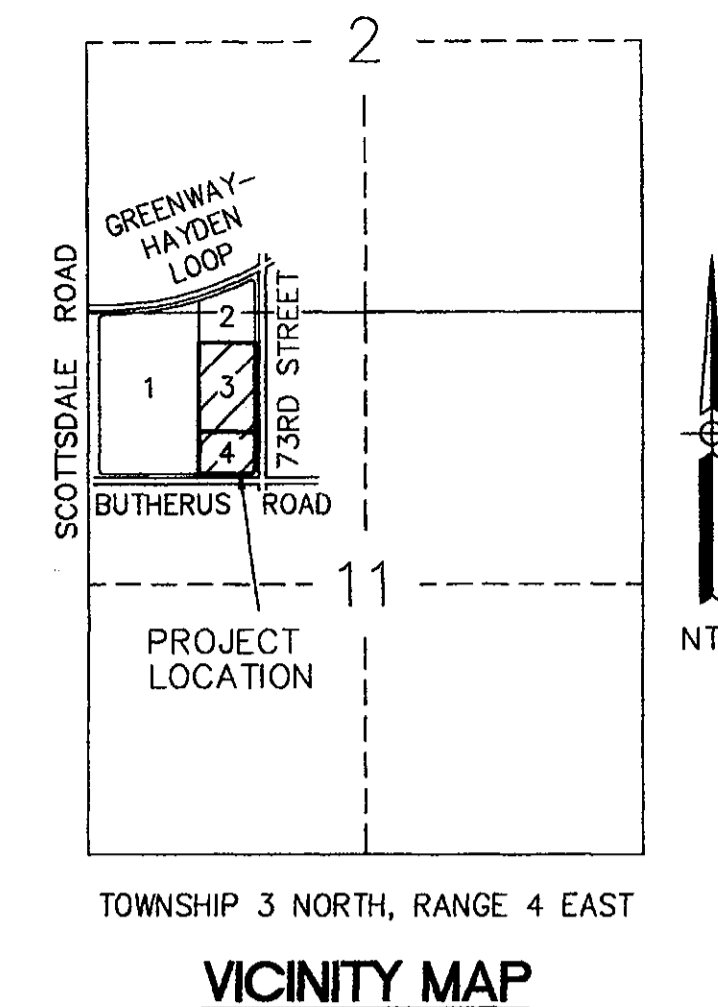 2
GREENWAY-
HAYDEN
LOOP
SCOTTSDALE ROAD
73RD STREET
2
1
3
4
BUTHERUS ROAD
11
PROJECT
LOCATION
TOWNSHIP 3 NORTH, RANGE 4 EAST
VICINITY MAP